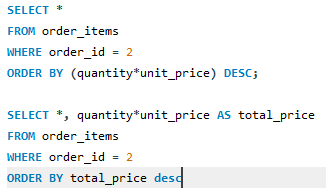 SELECT *
FROM order_items
WHERE order_id = 2
ORDER BY (quantity*unit_price) DESC;
SELECT *, quantity*unit_price AS total_price
FROM order_items
WHERE order_id = 2
ORDER BY total_price desc